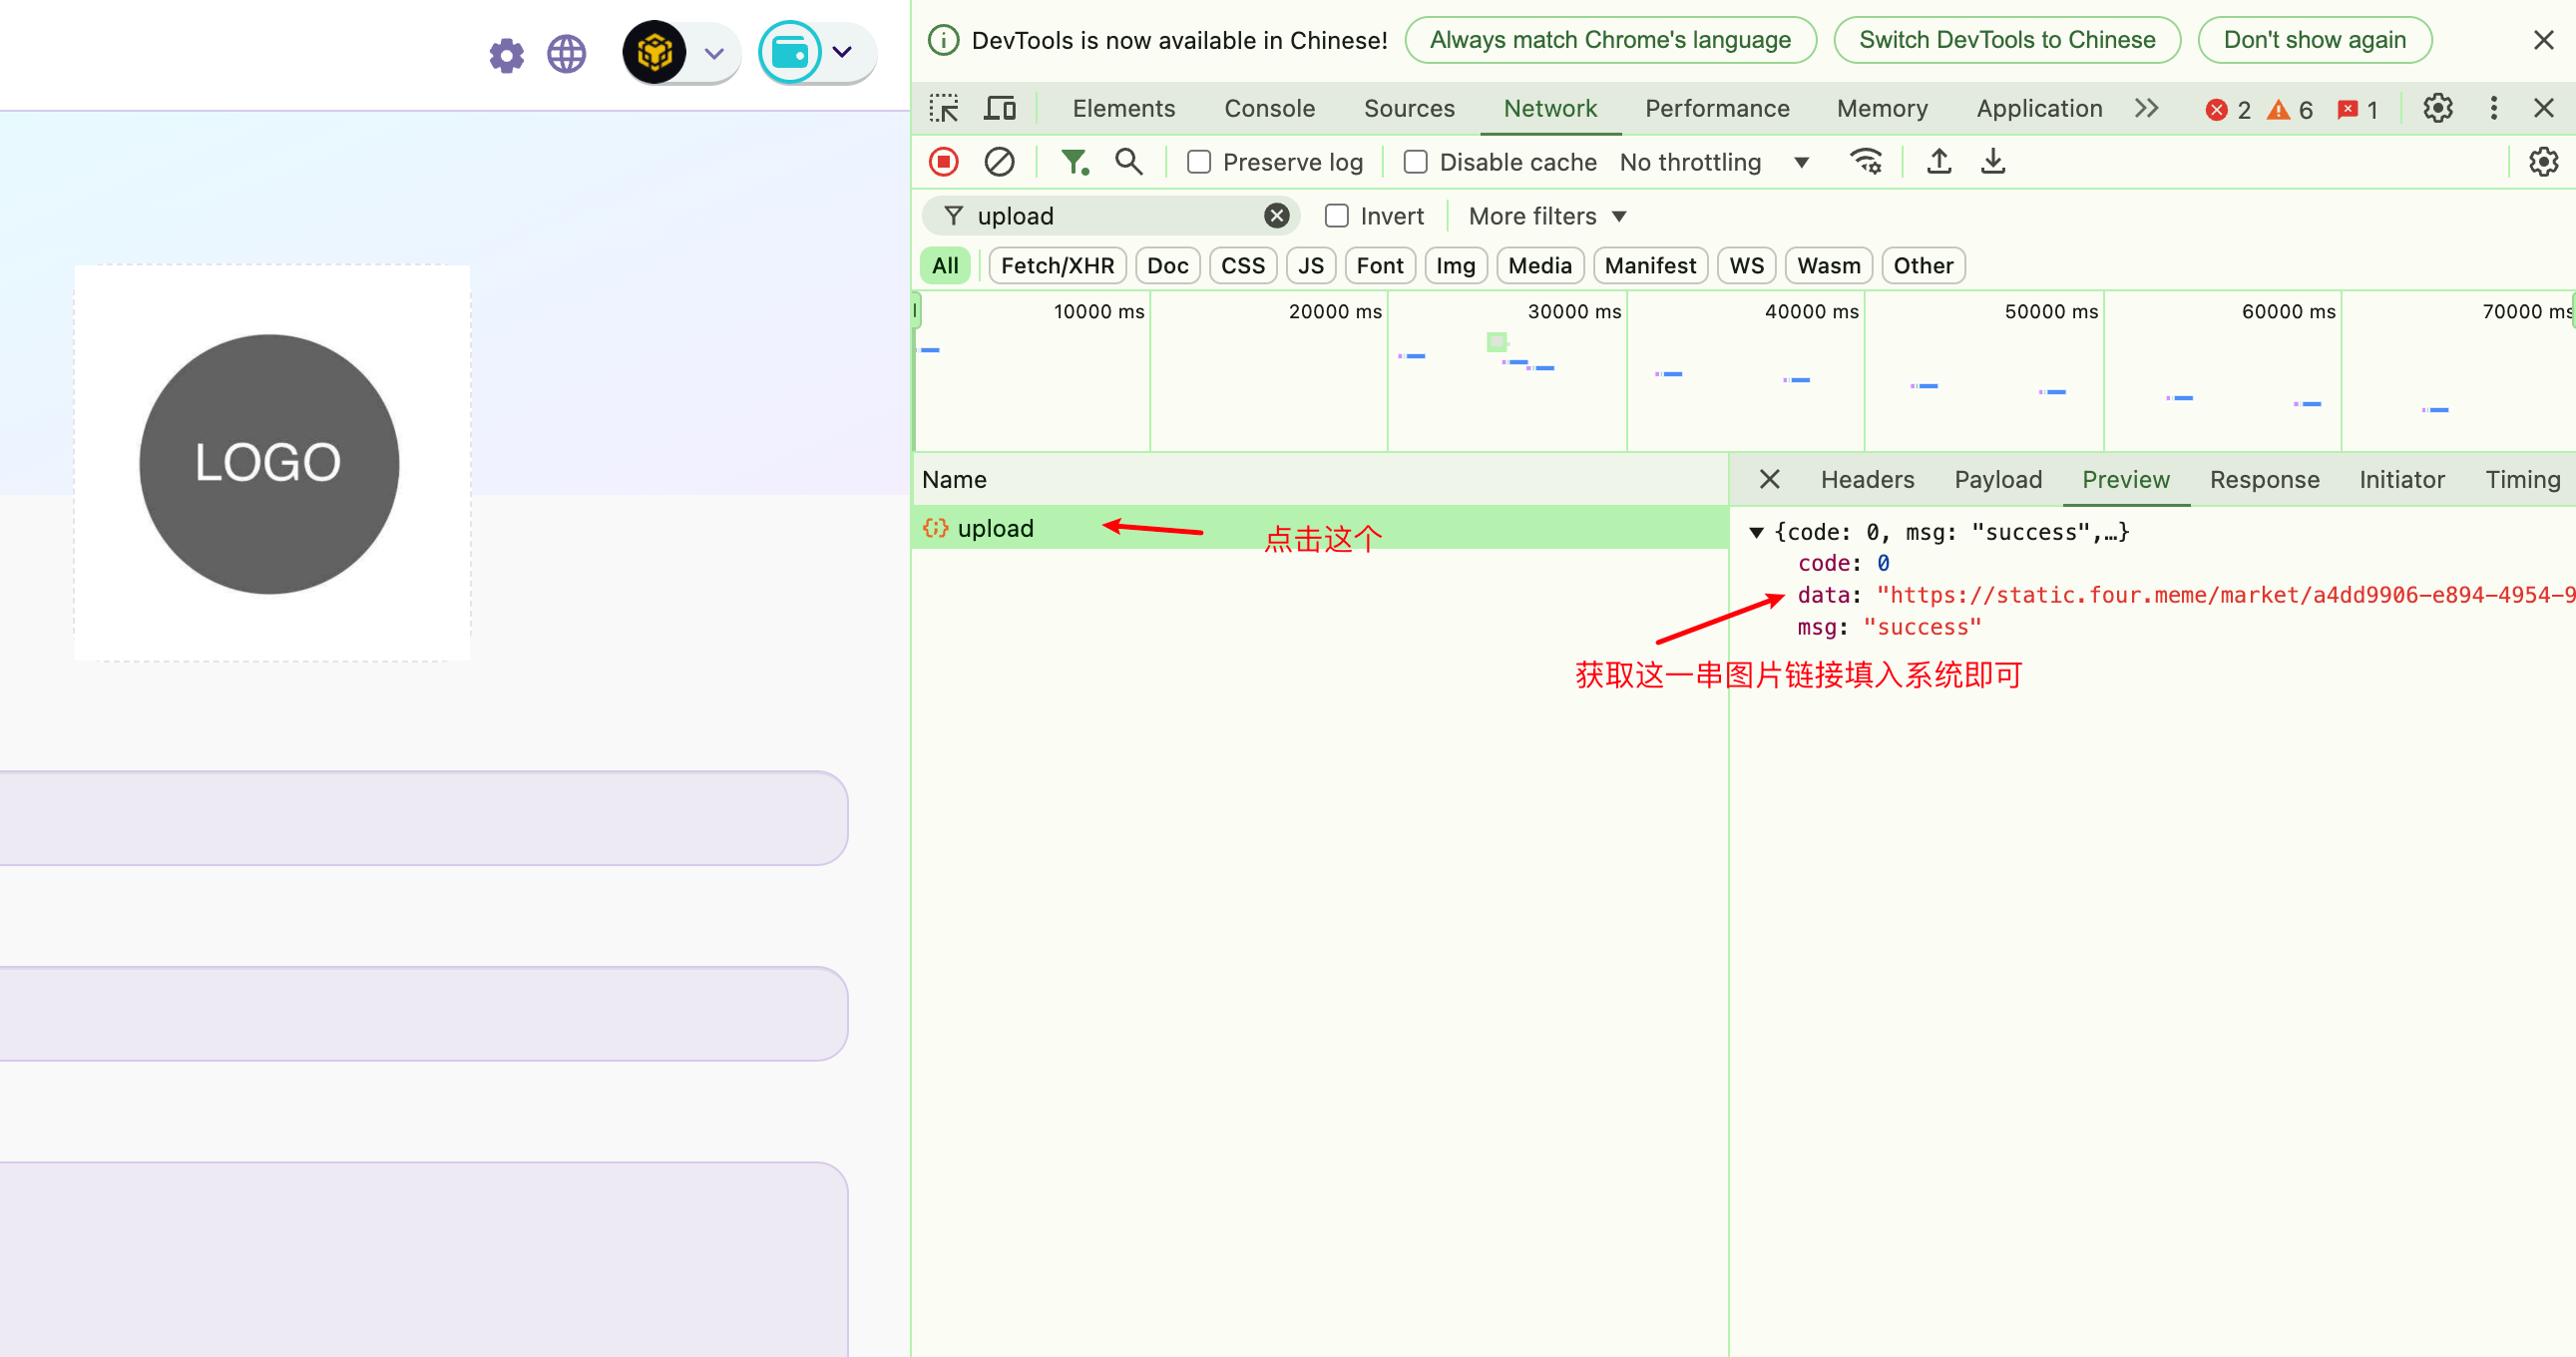 DevTools is now available in Chinese!
Always match Chrome's language
Switch DevTools to Chinese
Don't show again
Elements
Console
Sources
Network
Performance
Memory
Application
2
6
1
Preserve log
Disable cache
No throttling
upload
Invert
More filters
All
Fetch/XHR
Doc
CSS
JS
Font
Img
Media
Manifest
WS
Wasm
Other
10000 ms
20000 ms
30000 ms
40000 ms
50000 ms
60000 ms
70000 ms
LOGO
Name
Headers
Payload
Preview
Response
Initiator
Timing
upload
点击这个
{code: 0, msg: "success",…}
code: 0
data: "https://static.four.meme/market/a4dd9906-e894-4954-9
msg: "success"
获取这一串图片链接填入系统即可